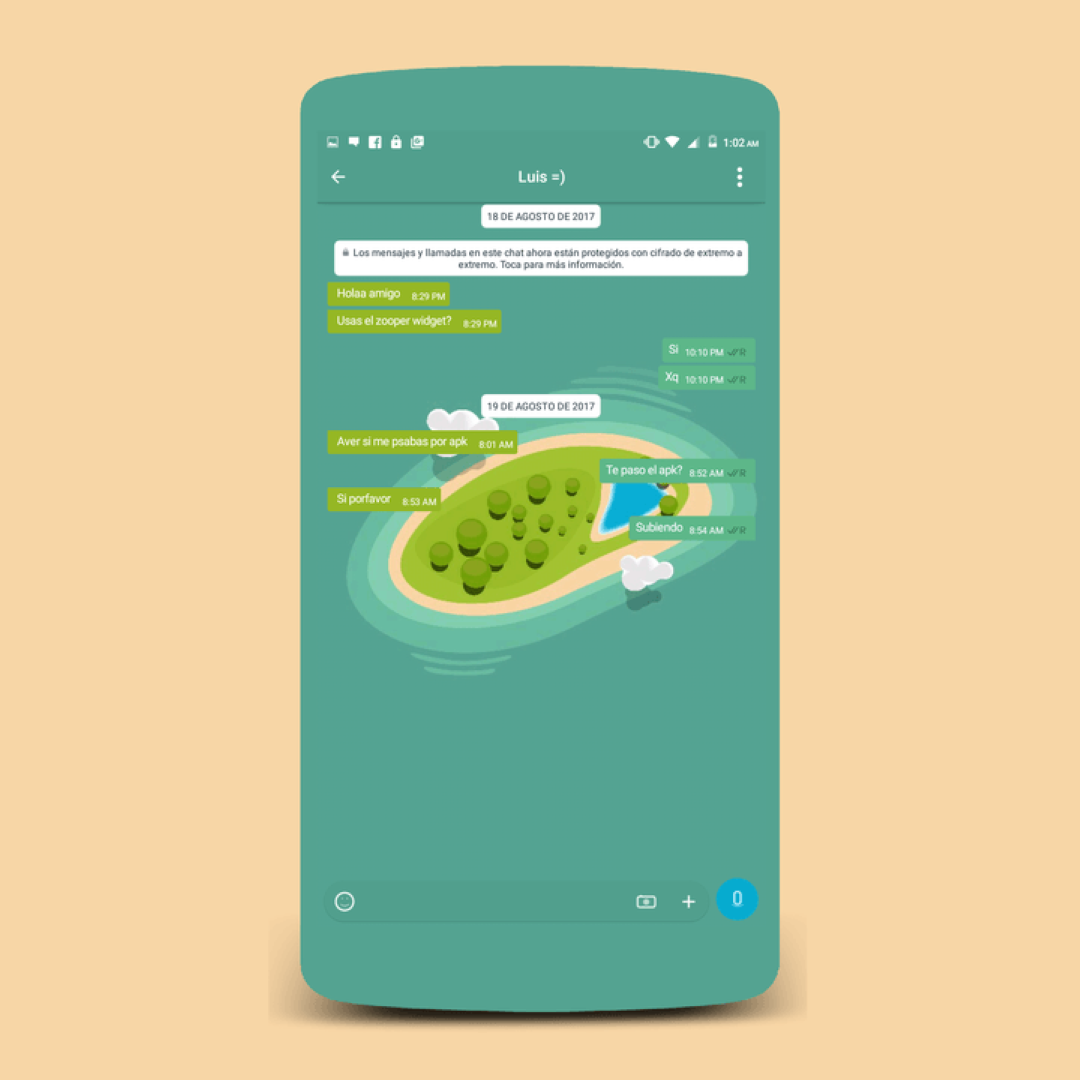 1:02 AM
Luis =)
18 DE AGOSTO DE 2017
Los mensajes y llamadas en este chat ahora están protegidos con cifrado de extremo a
extremo. Toca para más información.
Holaa amigo 8:29 PM
Usas el zooper widget? 8:29 PM
Si 10:10 PM R
Xq 10:10 PM R
19 DE AGOSTO DE 2017
Aver si me psabas por apk 8:01 AM
Te paso el apk? 8:52 AM R
Si porfavor 8:53 AM
Subiendo 8:54 AM R